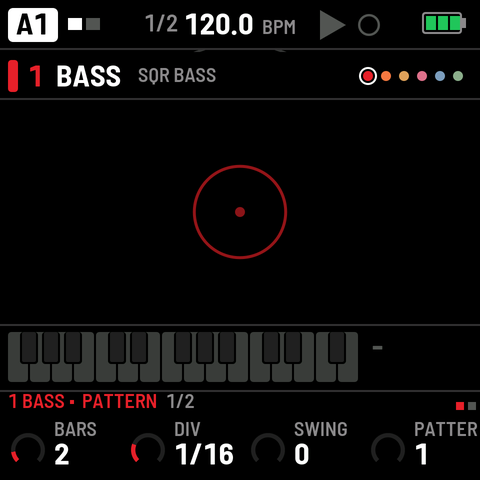 A1 1/2 120.0 BPM
1 BASS SQR BASS
-
1 BASS • PATTERN 1/2
BARS DIV SWING PATTER
2 1/16 0 1